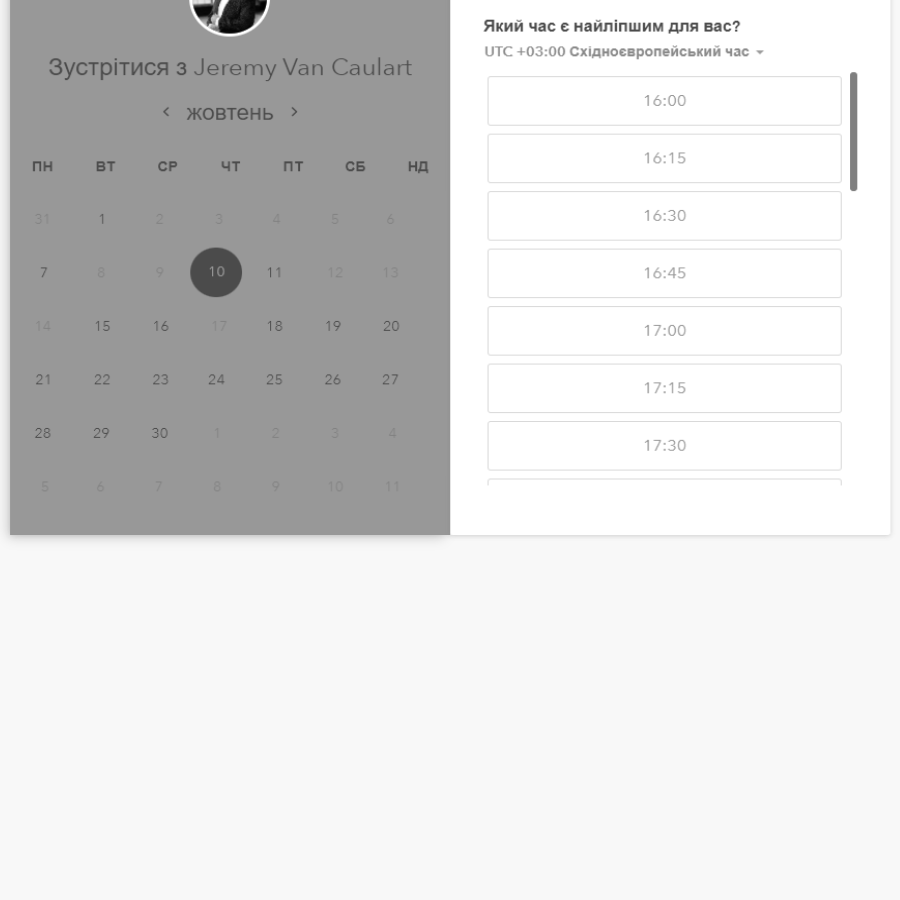 Зустрітися з Jeremy Van Caulart
жовтень
ПН ВТ СР ЧТ ПТ СБ НД
31 1 2 3 4 5 6
7 8 9 10 11 12 13
14 15 16 17 18 19 20
21 22 23 24 25 26 27
28 29 30 1 2 3 4
5 6 7 8 9 10 11
Який час є найліпшим для вас?
UTC +03:00 Східноєвропейський час
16:00
16:15
16:30
16:45
17:00
17:15
17:30